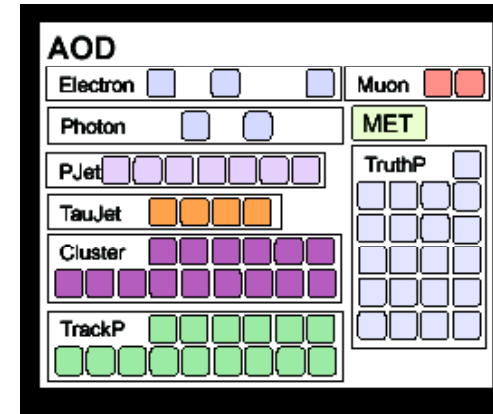 AOD
Electron
Muon
Photon
MET
PJet
TruthP
TauJet
Cluster
TrackP